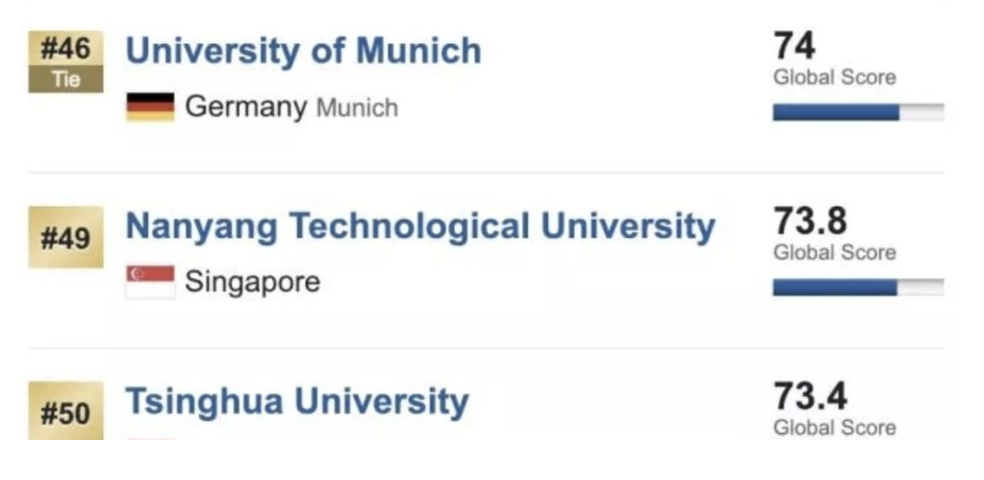 #46 University of Munich 74
Tie Global Score
Germany Munich
#49 Nanyang Technological University 73.8
Global Score
Singapore
#50 Tsinghua University 73.4
Global Score